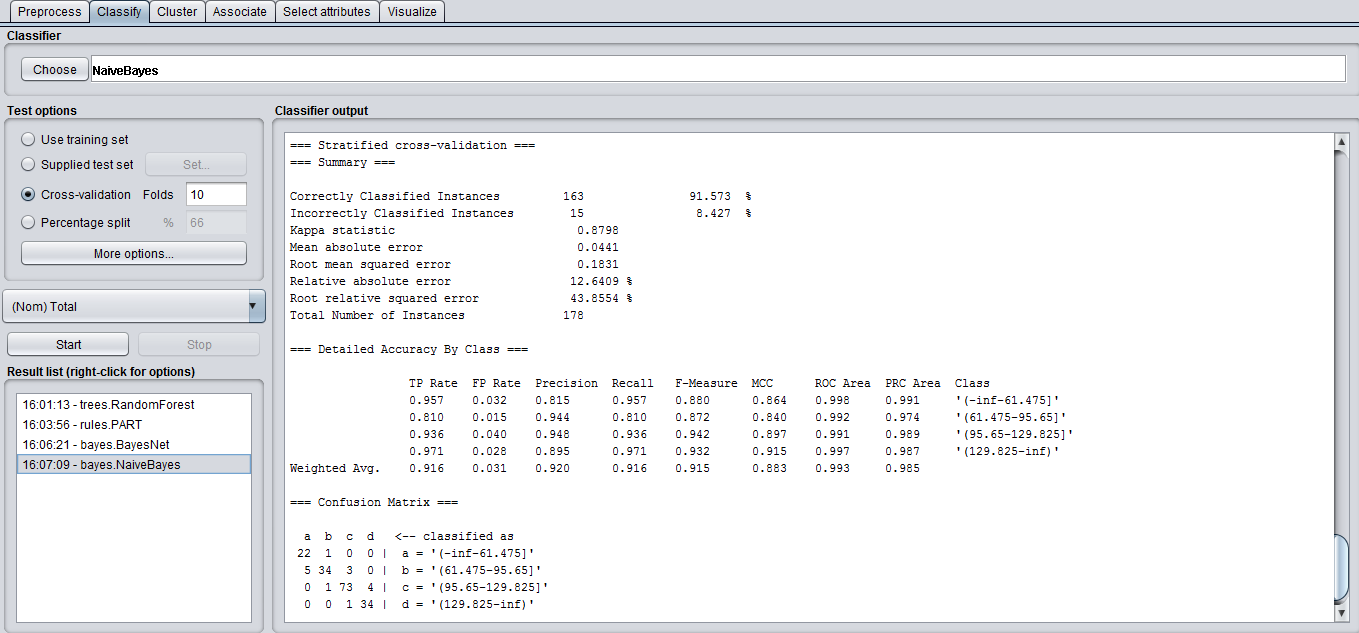 Preprocess Classify Cluster Associate Select attributes Visualize
Classifier
Choose NaiveBayes
Test options
Use training set
Supplied test set Set...
Cross-validation Folds 10
Percentage split % 66
More options...
(Nom) Total
Start Stop
Result list (right-click for options)
16:01:13 - trees.RandomForest
16:03:56 - rules.PART
16:06:21 - bayes.BayesNet
16:07:09 - bayes.NaiveBayes
Classifier output
=== Stratified cross-validation ===
=== Summary ===
Correctly Classified Instances 163 91.573 %
Incorrectly Classified Instances 15 8.427 %
Kappa statistic 0.8798
Mean absolute error 0.0441
Root mean squared error 0.1831
Relative absolute error 12.6409 %
Root relative squared error 43.8554 %
Total Number of Instances 178
=== Detailed Accuracy By Class ===
TP Rate FP Rate Precision Recall F-Measure MCC ROC Area PRC Area Class
0.957 0.032 0.815 0.957 0.880 0.864 0.998 0.991 '(-inf-61.475]'
0.810 0.015 0.944 0.810 0.872 0.840 0.992 0.974 '(61.475-95.65]'
0.936 0.040 0.948 0.936 0.942 0.897 0.991 0.989 '(95.65-129.825]'
0.971 0.028 0.895 0.971 0.932 0.915 0.997 0.987 '(129.825-inf)'
Weighted Avg. 0.916 0.031 0.920 0.916 0.915 0.883 0.993 0.985
=== Confusion Matrix ===
a b c d <-- classified as
22 1 0 0 | a = '(-inf-61.475]'
5 34 3 0 | b = '(61.475-95.65]'
0 1 73 4 | c = '(95.65-129.825]'
0 0 1 34 | d = '(129.825-inf)'